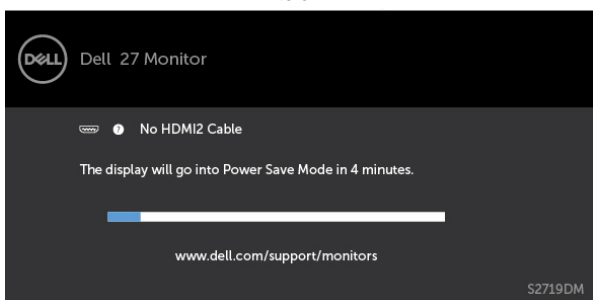 DELL
Dell 27 Monitor
? No HDMI2 Cable
The display will go into Power Save Mode in 4 minutes.
www.dell.com/support/monitors
S2719DM